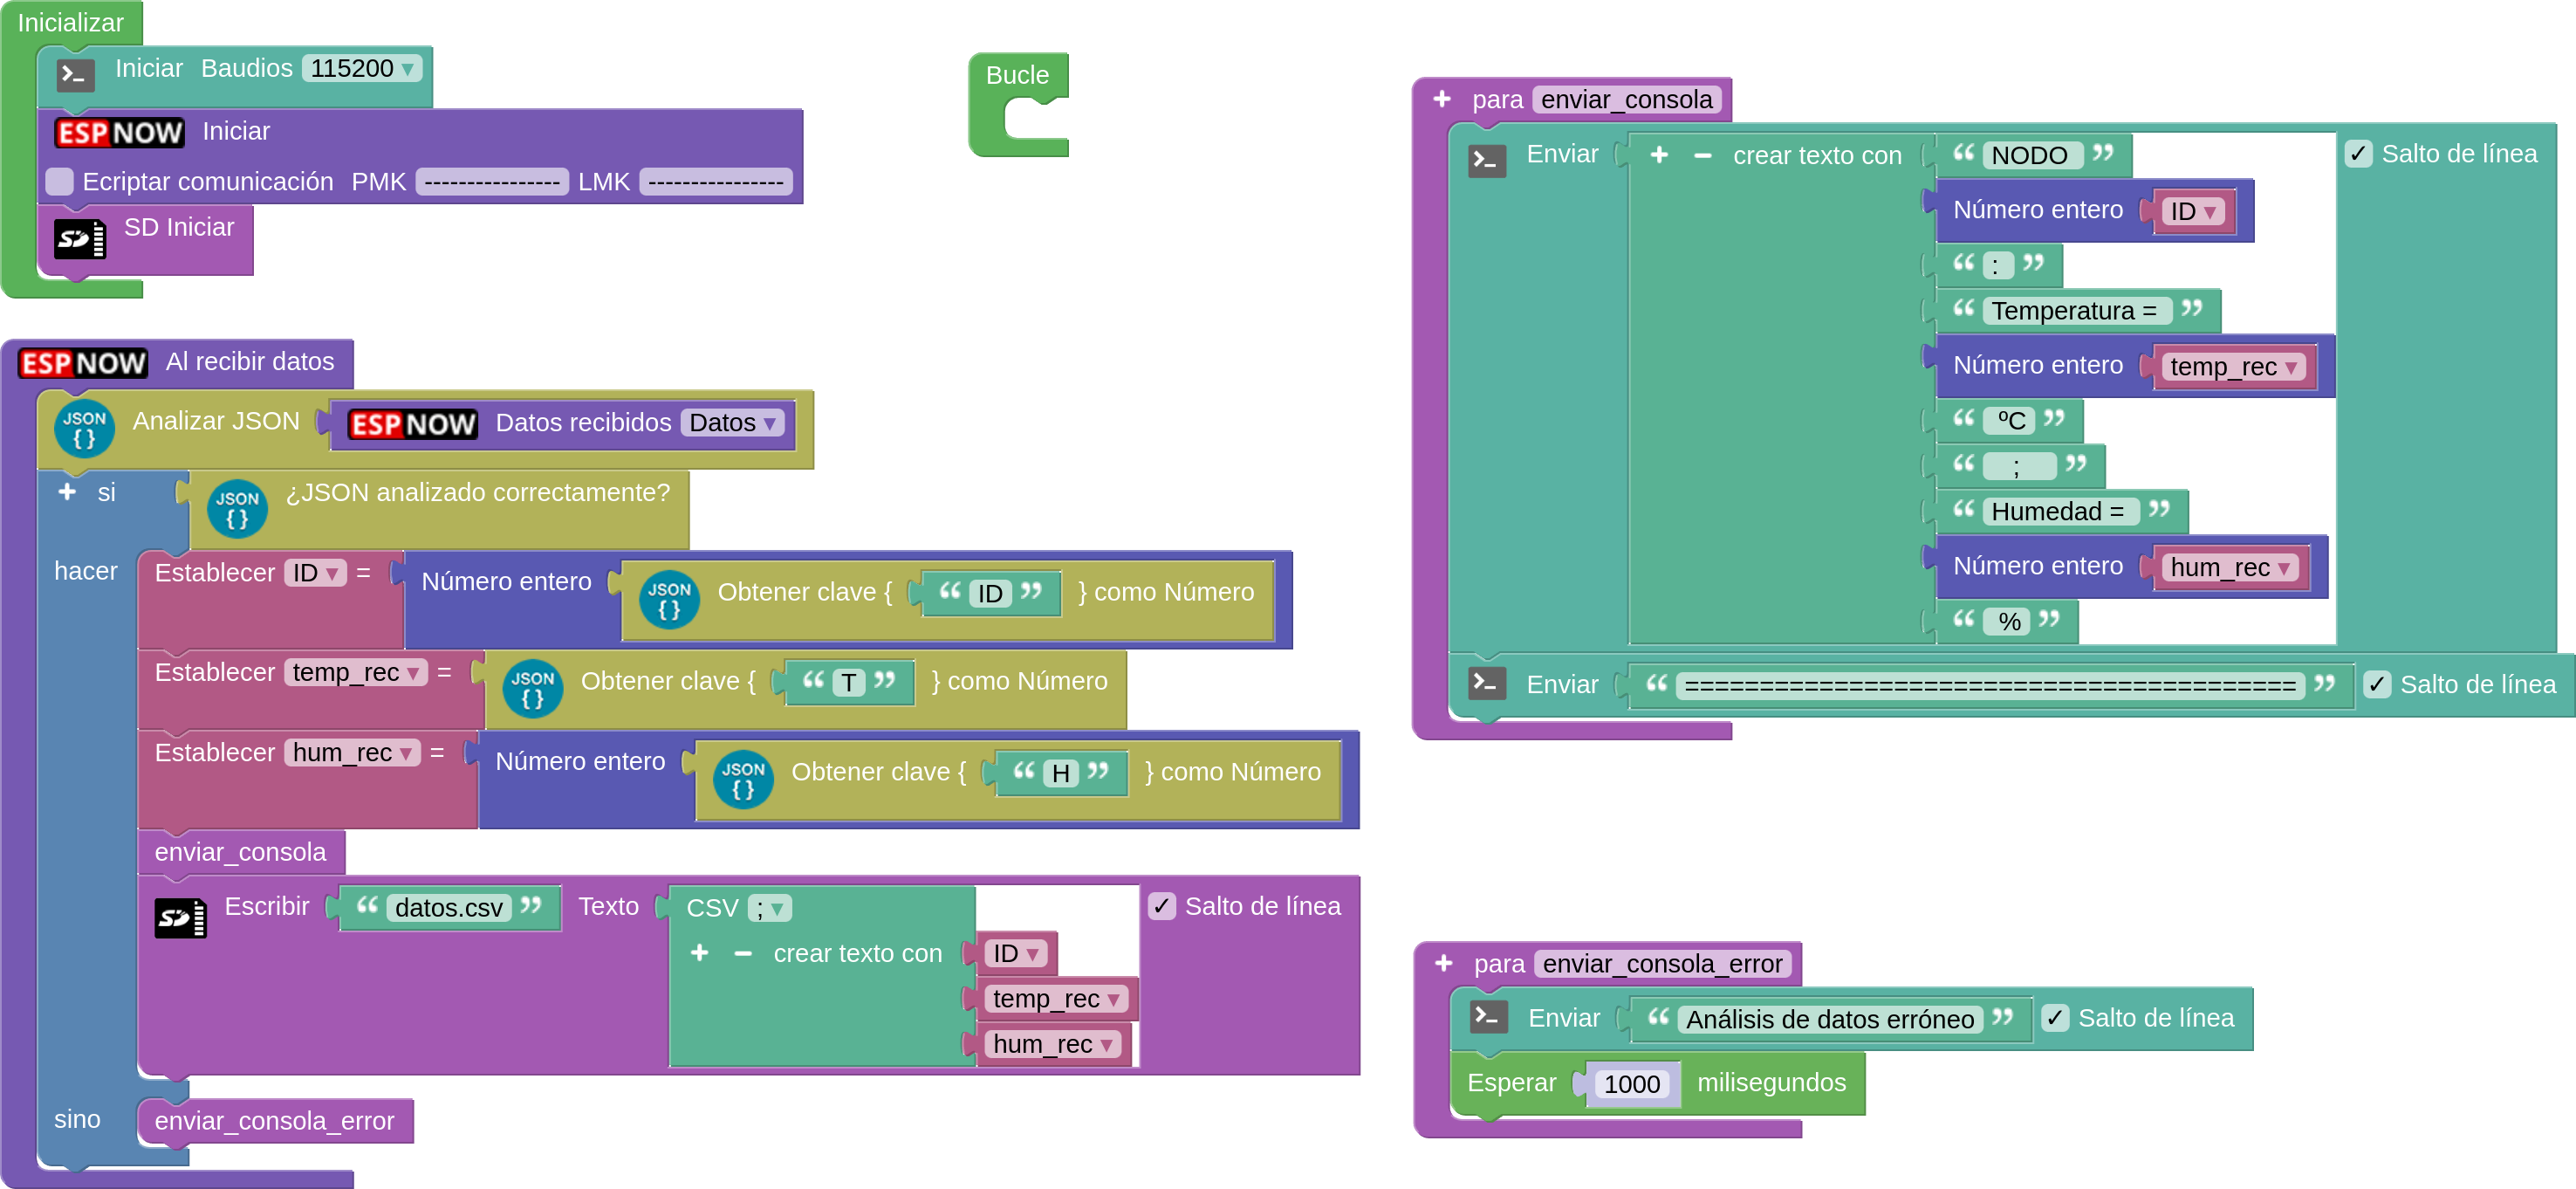 Inicializar
>_ Iniciar Baudios 115200 ▾
ESP NOW Iniciar
Ecriptar comunicación PMK ---------------- LMK ----------------
SD SD Iniciar
Bucle
ESP NOW Al recibir datos
JSON { } Analizar JSON ESP NOW Datos recibidos Datos ▾
+ si JSON { } ¿JSON analizado correctamente?
hacer Establecer ID ▾ = Número entero JSON { } Obtener clave { “ ID ” } como Número
Establecer temp_rec ▾ = JSON { } Obtener clave { “ T ” } como Número
Establecer hum_rec ▾ = Número entero JSON { } Obtener clave { “ H ” } como Número
enviar_consola
SD Escribir “ datos.csv ” Texto CSV ; ▾ ✓ Salto de línea
+ − crear texto con ID ▾
temp_rec ▾
hum_rec ▾
sino enviar_consola_error
+ para enviar_consola
>_ Enviar + − crear texto con “ NODO ” ✓ Salto de línea
Número entero ID ▾
“ : ”
“ Temperatura = ”
Número entero temp_rec ▾
“ ºC ”
“ ; ”
“ Humedad = ”
Número entero hum_rec ▾
“ % ”
>_ Enviar “ ========================================= ” ✓ Salto de línea
+ para enviar_consola_error
>_ Enviar “ Análisis de datos erróneo ” ✓ Salto de línea
Esperar 1000 milisegundos